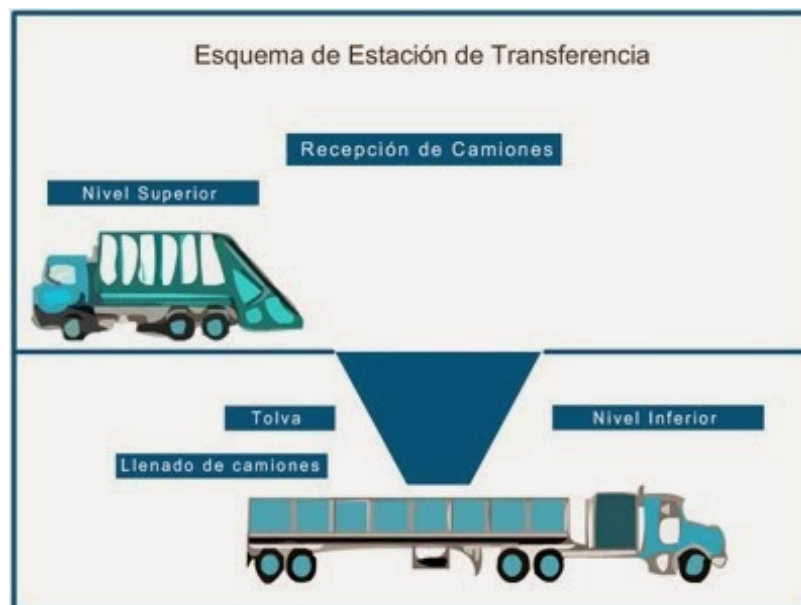 Esquema de Estación de Transferencia
Recepción de Camiones
Nivel Superior
Tolva
Nivel Inferior
Llenado de camiones